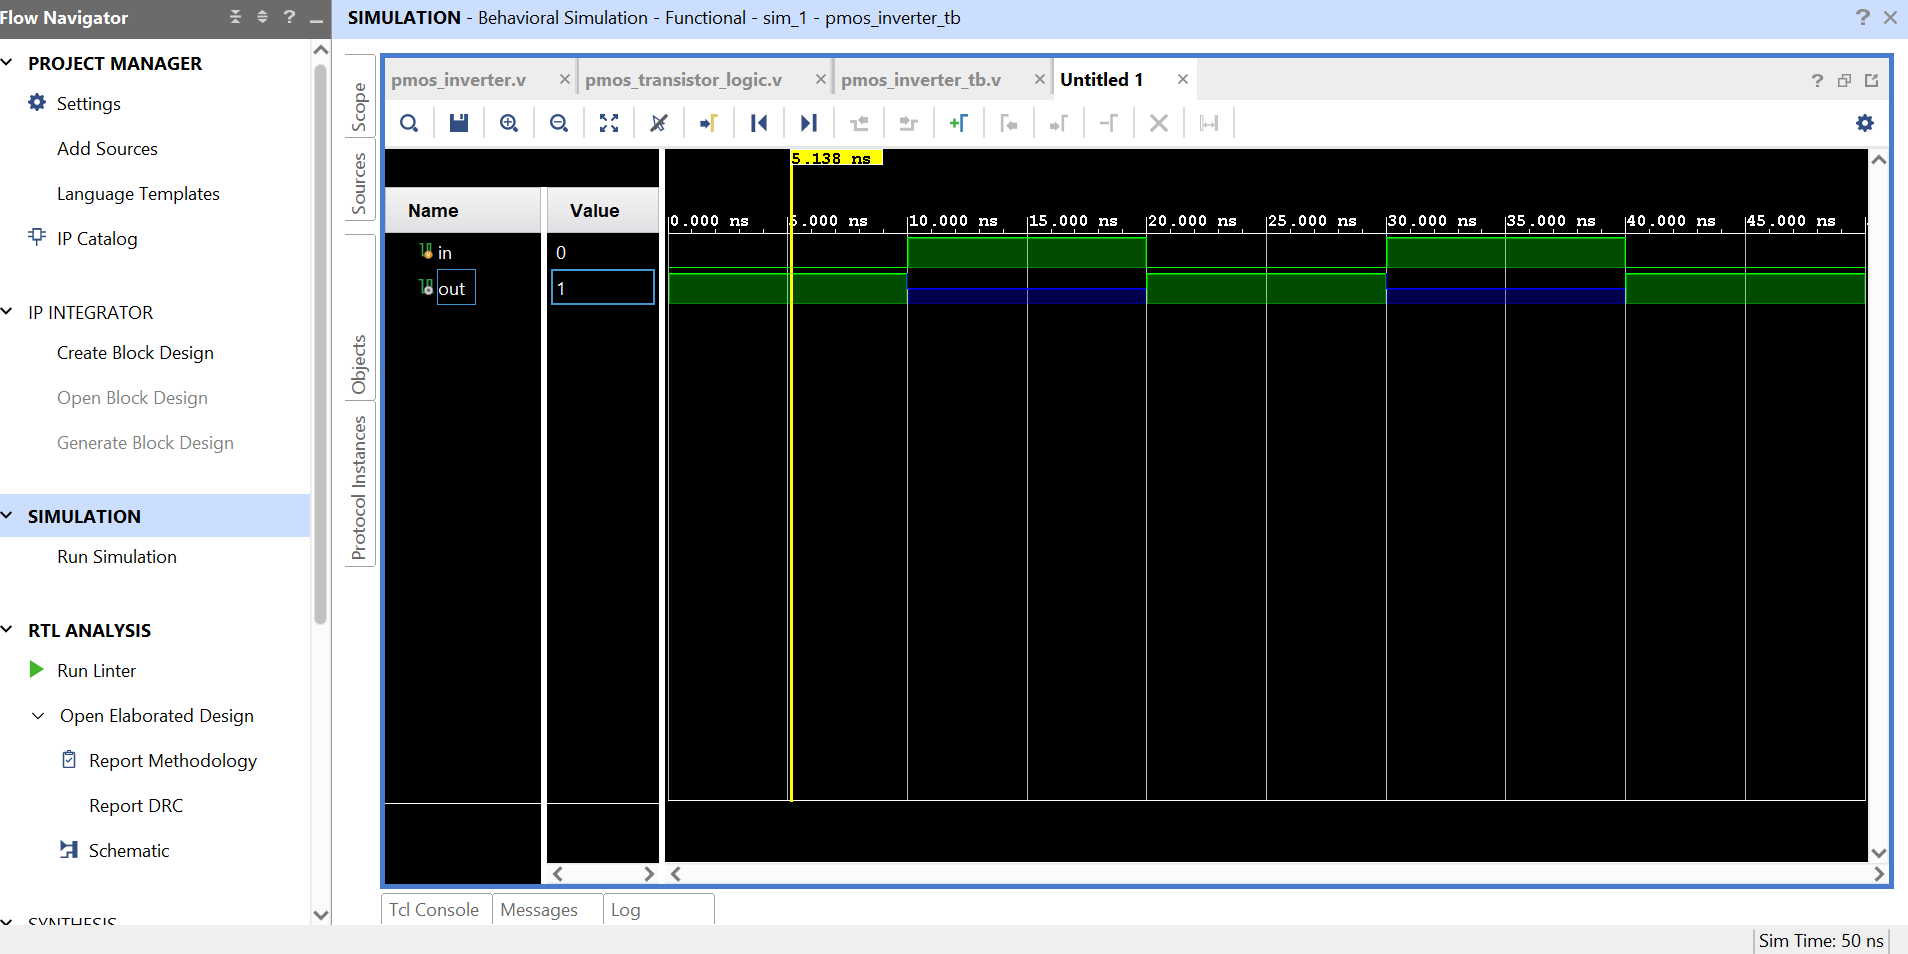 Flow Navigator
?
SIMULATION - Behavioral Simulation - Functional - sim_1 - pmos_inverter_tb
?
PROJECT MANAGER
Settings
Add Sources
Language Templates
IP Catalog
IP INTEGRATOR
Create Block Design
Open Block Design
Generate Block Design
SIMULATION
Run Simulation
RTL ANALYSIS
Run Linter
Open Elaborated Design
Report Methodology
Report DRC
Schematic
SYNTHESIS
Scope
Sources
Objects
Protocol Instances
pmos_inverter.v
pmos_transistor_logic.v
pmos_inverter_tb.v
Untitled 1
?
5.138 ns
Name
Value
0.000 ns
5.000 ns
10.000 ns
15.000 ns
20.000 ns
25.000 ns
30.000 ns
35.000 ns
40.000 ns
45.000 ns
in
0
out
1
Tcl Console
Messages
Log
Sim Time: 50 ns